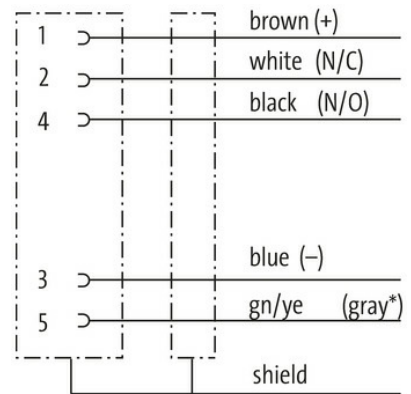 1 brown (+)
2 white (N/C)
4 black (N/O)
3 blue (–)
5 gn/ye (gray*)
shield